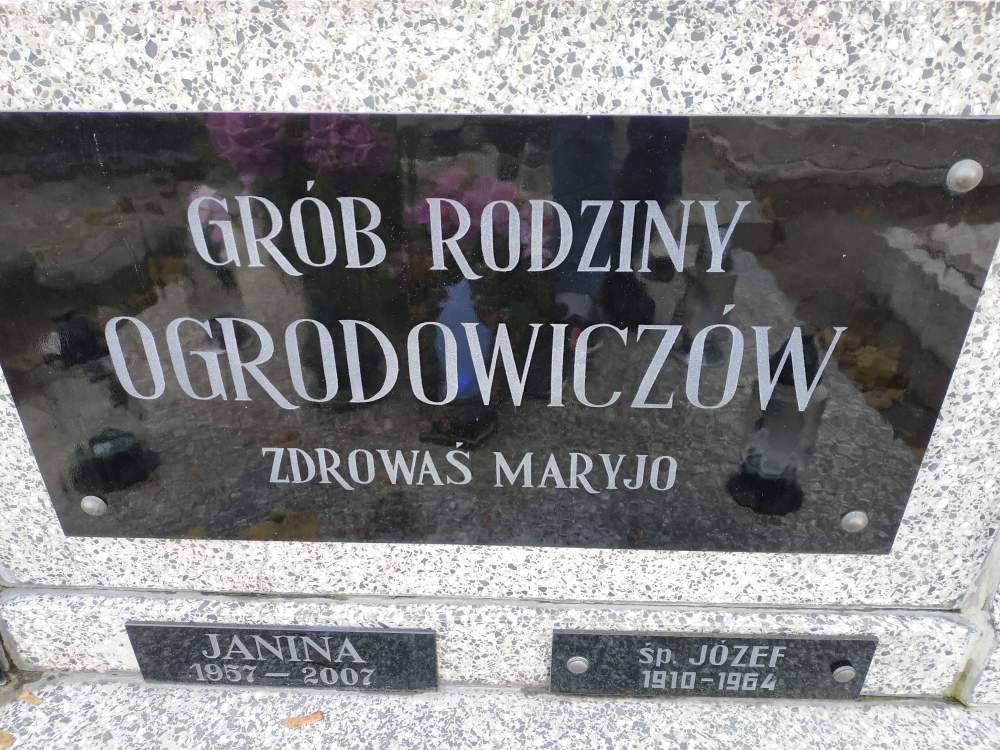 GRÓB RODZINY
OGRODOWICZÓW
ZDROWAŚ MARYJO
JANINA
1957 – 2007
śp. JÓZEF
1910 - 1964